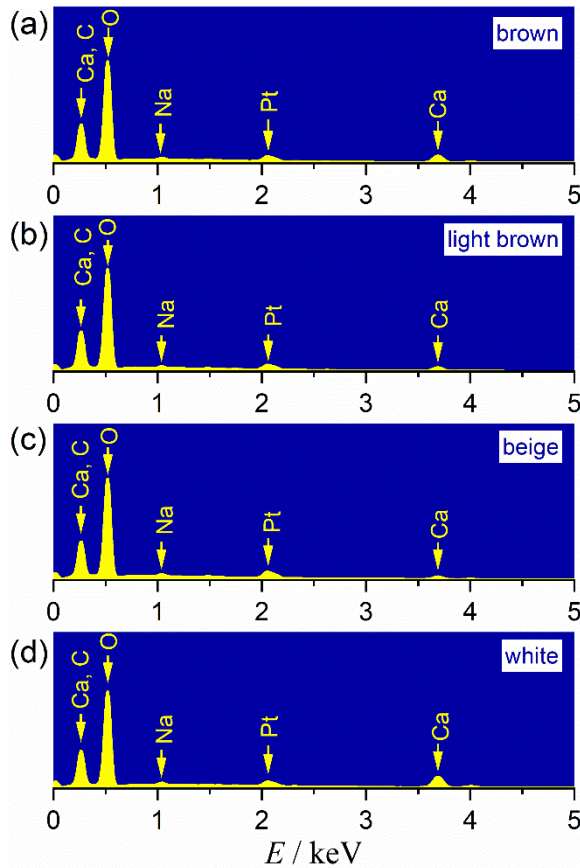 (a)
brown
Ca, C
O
Na
Pt
Ca
0 1 2 3 4 5
(b)
light brown
Ca, C
O
Na
Pt
Ca
0 1 2 3 4 5
(c)
beige
Ca, C
O
Na
Pt
Ca
0 1 2 3 4 5
(d)
white
Ca, C
O
Na
Pt
Ca
0 1 2 3 4 5
E / keV